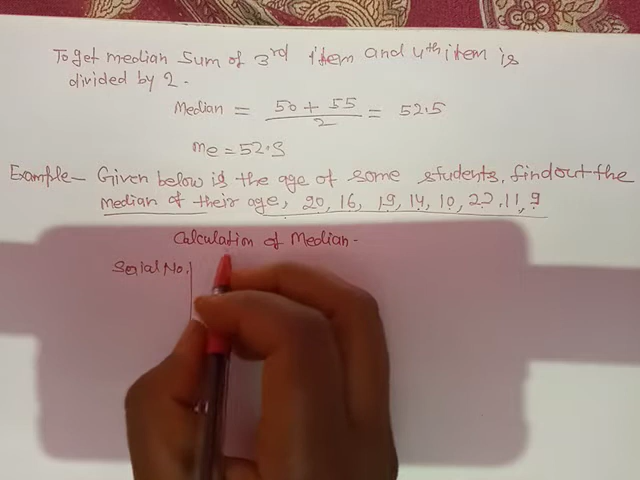 To get median Sum of 3rd item and 4th item is
divided by 2.
Median = 50 + 55 / 2 = 52.5
Me = 52.5
Example - Given below is the age of some students, find out the
median of their age, 20, 16, 19, 14, 10, 22, 11, 9
Calculation of Median -
Serial No.